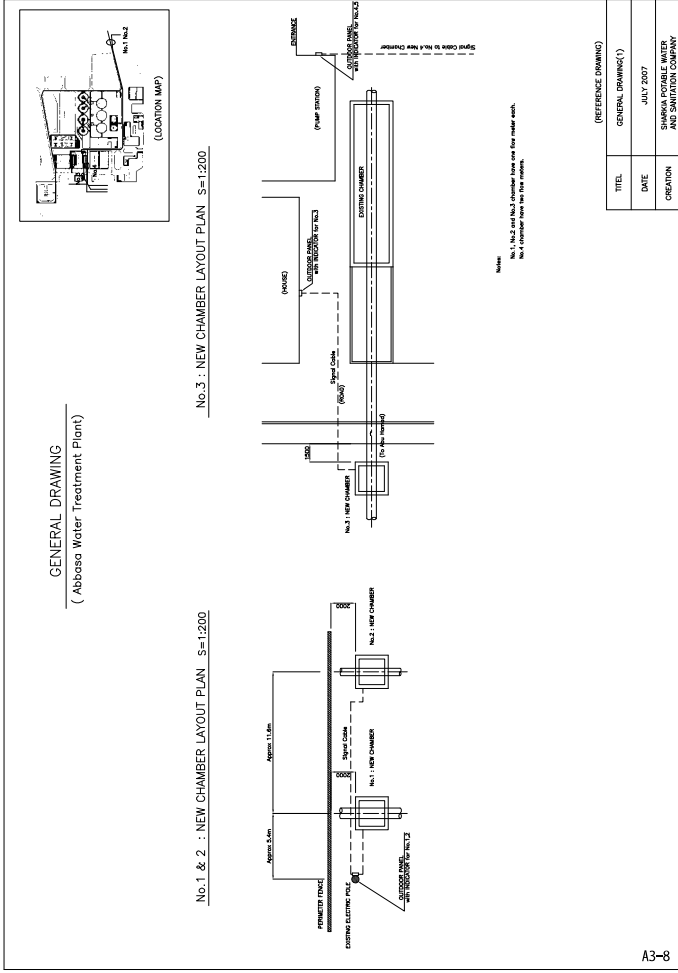 GENERAL DRAWING
( Abbasa Water Treatment Plant)
No.1 No.2
(LOCATION MAP)
No.1 & 2 : NEW CHAMBER LAYOUT PLAN S=1:200
Approx 5.4m
Approx 11.6m
PERIMETER FENCE
EXISTING ELECTRIC POLE
2000
2000
Signal Cable
No.1 : NEW CHAMBER
No.2 : NEW CHAMBER
OUTDOOR PANEL
with INDICATOR for No.1,2
No.3 : NEW CHAMBER LAYOUT PLAN S=1:200
(HOUSE)
OUTDOOR PANEL
with INDICATOR for No.3
(PUMP STATION)
ENTRANCE
OUTDOOR PANEL
with INDICATOR for No.4,5
Signal Cable to No.4 New Chamber
Signal Cable
(ROAD)
1500
EXISTING CHAMBER
No.3 : NEW CHAMBER
(To Abu Hamad)
Notes:
No.1, No.2 and No.3 chamber have one flow meter each.
No.4 chamber have two flow meters.
(REFERENCE DRAWING)
TITEL GENERAL DRAWING(1)
DATE JULY 2007
CREATION SHARKIA POTABLE WATER
AND SANITATION COMPANY
A3-8